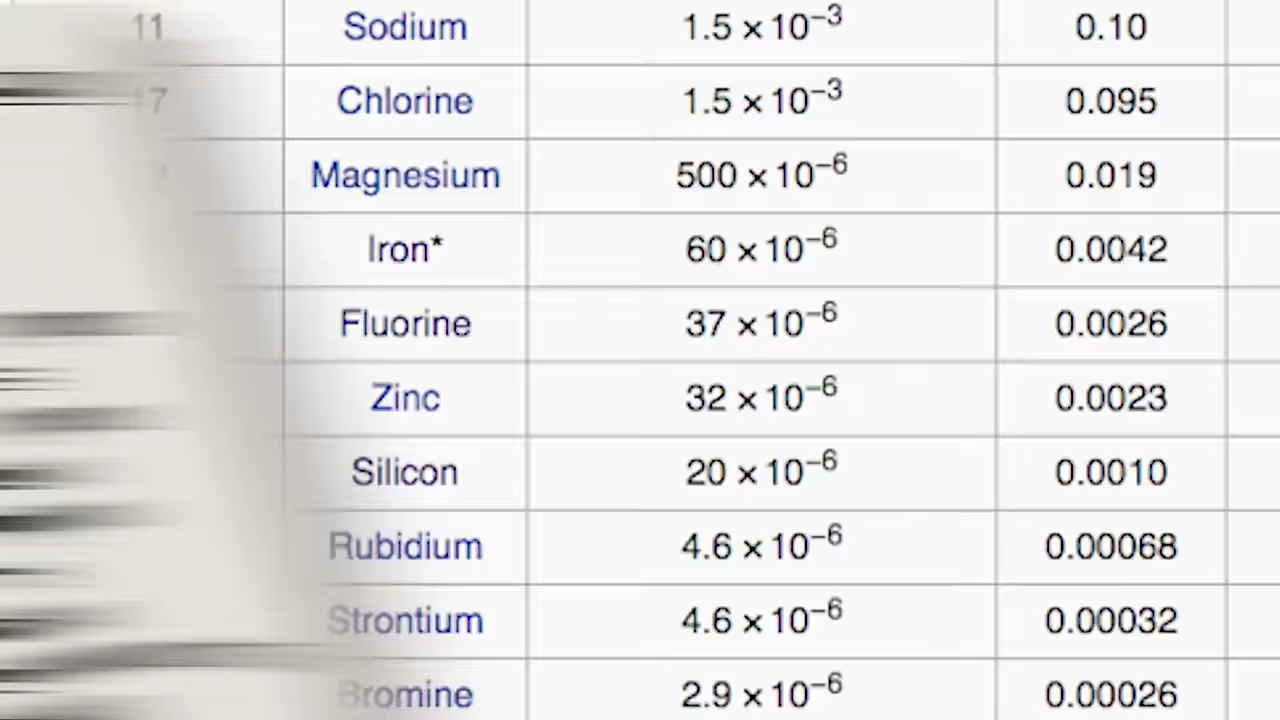 11 Sodium 1.5 × 10⁻³ 0.10
Chlorine 1.5 × 10⁻³ 0.095
Magnesium 500 × 10⁻⁶ 0.019
Iron* 60 × 10⁻⁶ 0.0042
Fluorine 37 × 10⁻⁶ 0.0026
Zinc 32 × 10⁻⁶ 0.0023
Silicon 20 × 10⁻⁶ 0.0010
Rubidium 4.6 × 10⁻⁶ 0.00068
Strontium 4.6 × 10⁻⁶ 0.00032
Bromine 2.9 × 10⁻⁶ 0.00026